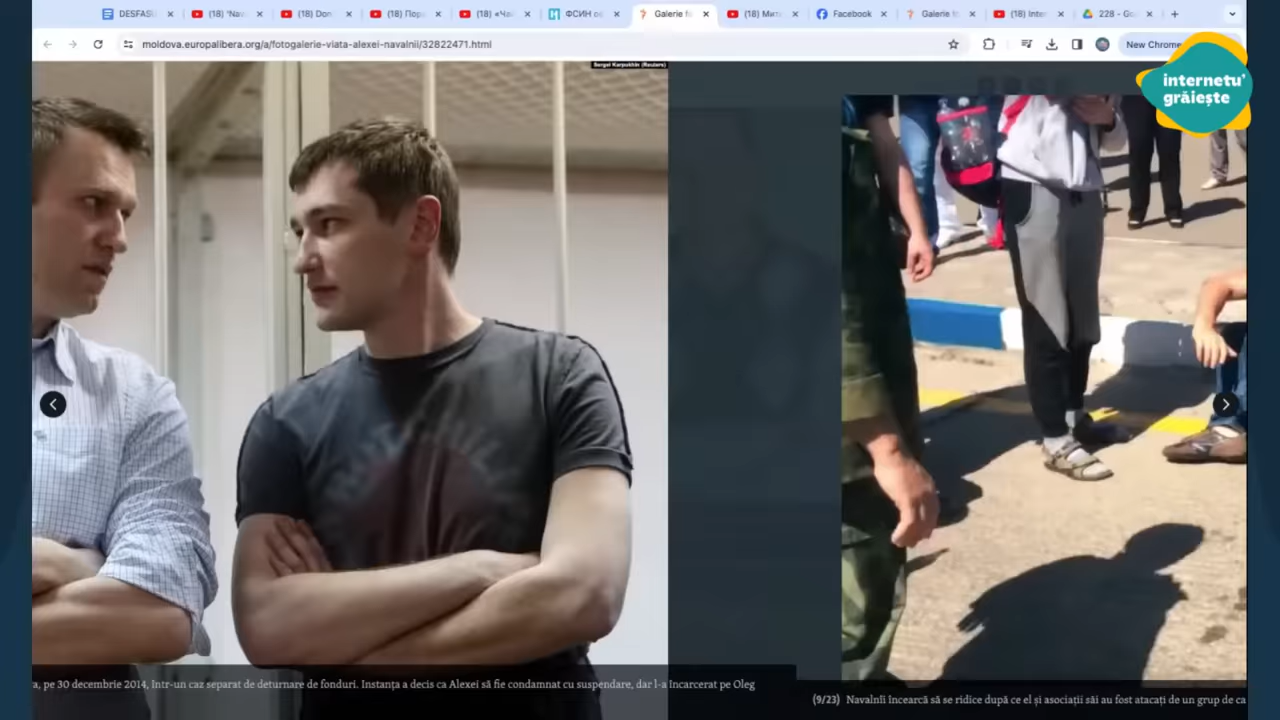 DESFAS
(18) 'Nav
(18) Don
(18) Пора
(18) «Ча
ФСИН о
Galerie f
(18) Мит
Facebook
Galerie fo
(18) Inter
228 - Go
moldova.europalibera.org/a/fotogalerie-viata-alexei-navalnii/32822471.html
New Chrome
internetu'
grăiește
Sergei Karpukhin (Reuters)
a, pe 30 decembrie 2014, într-un caz separat de deturnare de fonduri. Instanța a decis ca Alexei să fie condamnat cu suspendare, dar l-a încarcerat pe Oleg
(9/23) Navalnîi încearcă să se ridice după ce el și asociații săi au fost atacați de un grup de ca